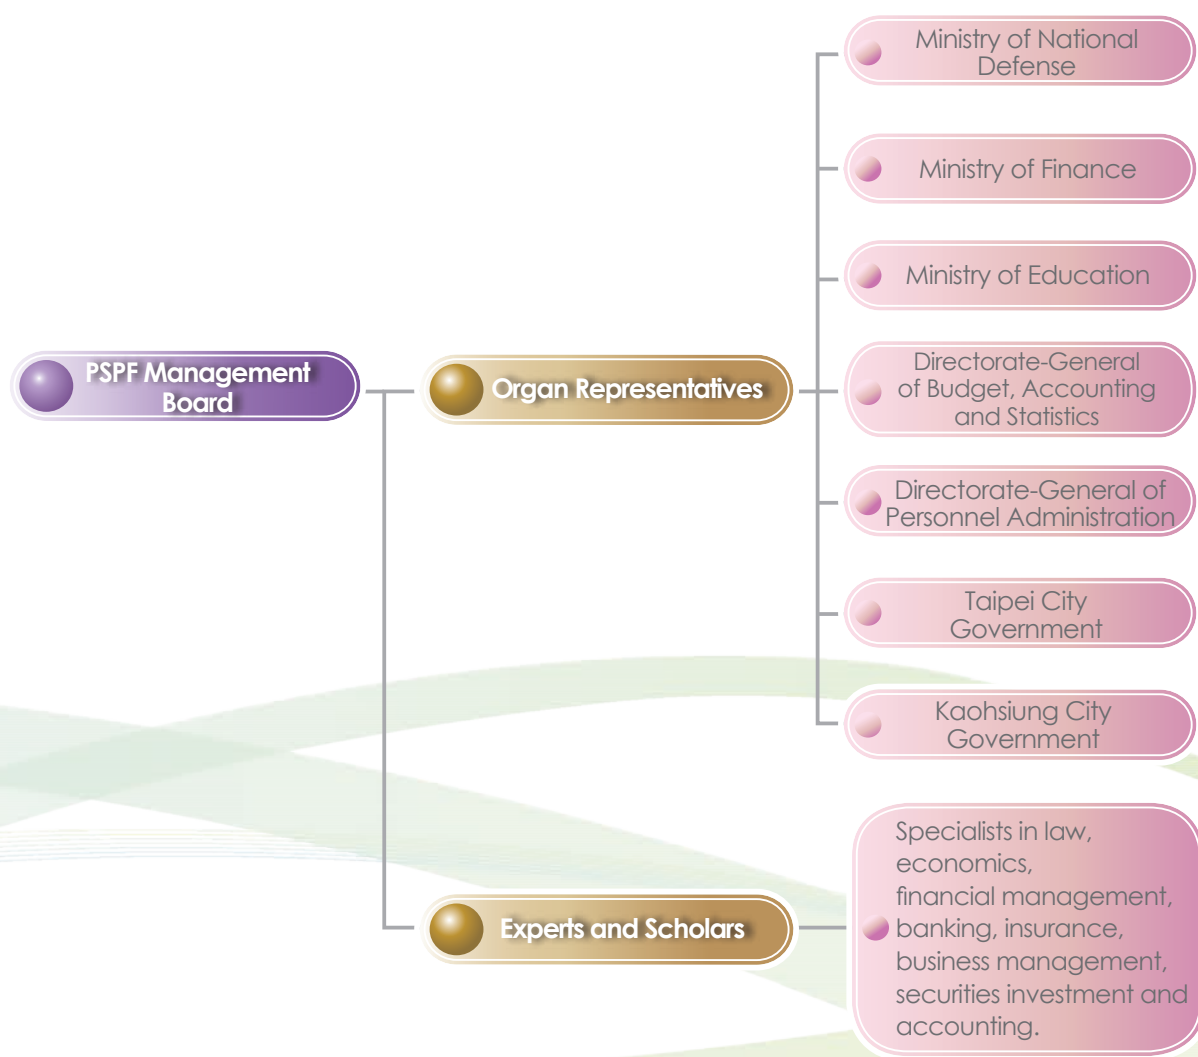 PSPF Management
Board
Organ Representatives
Ministry of National
Defense
Ministry of Finance
Ministry of Education
Directorate-General
of Budget, Accounting
and Statistics
Directorate-General of
Personnel Administration
Taipei City
Government
Kaohsiung City
Government
Experts and Scholars
Specialists in law,
economics,
financial management,
banking, insurance,
business management,
securities investment and
accounting.